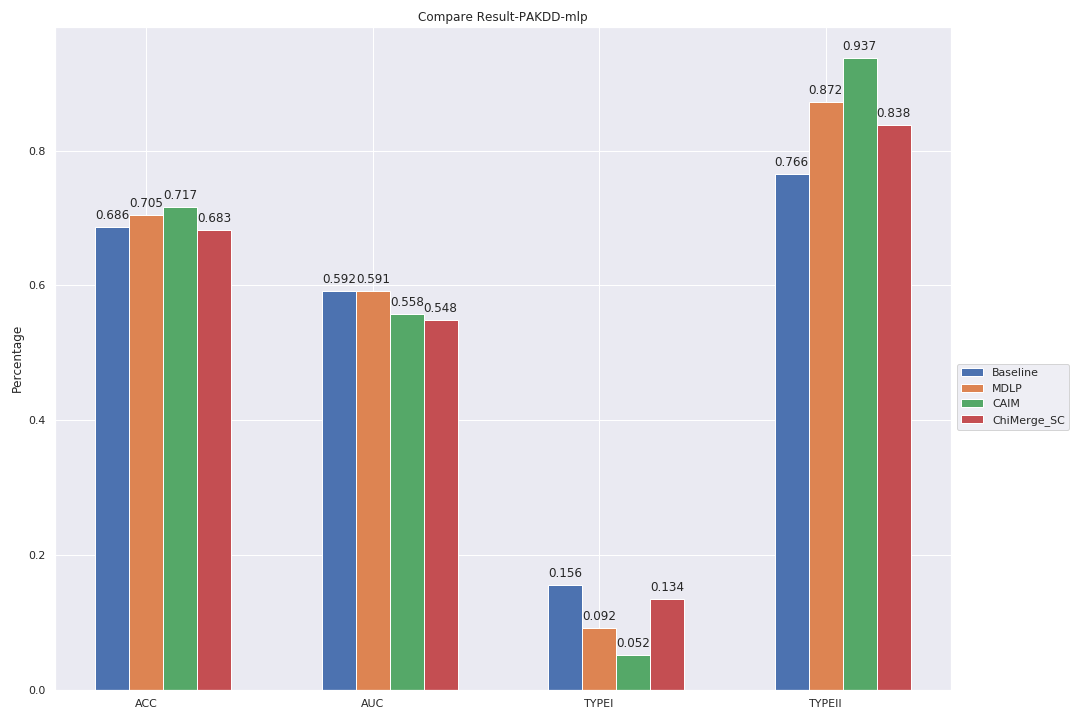 Compare Result-PAKDD-mlp
Percentage
0.8
0.6
0.4
0.2
0.0
0.686
0.705
0.717
0.683
0.592
0.591
0.558
0.548
0.156
0.092
0.052
0.134
0.766
0.872
0.937
0.838
ACC
AUC
TYPEI
TYPEII
Baseline
MDLP
CAIM
ChiMerge_SC